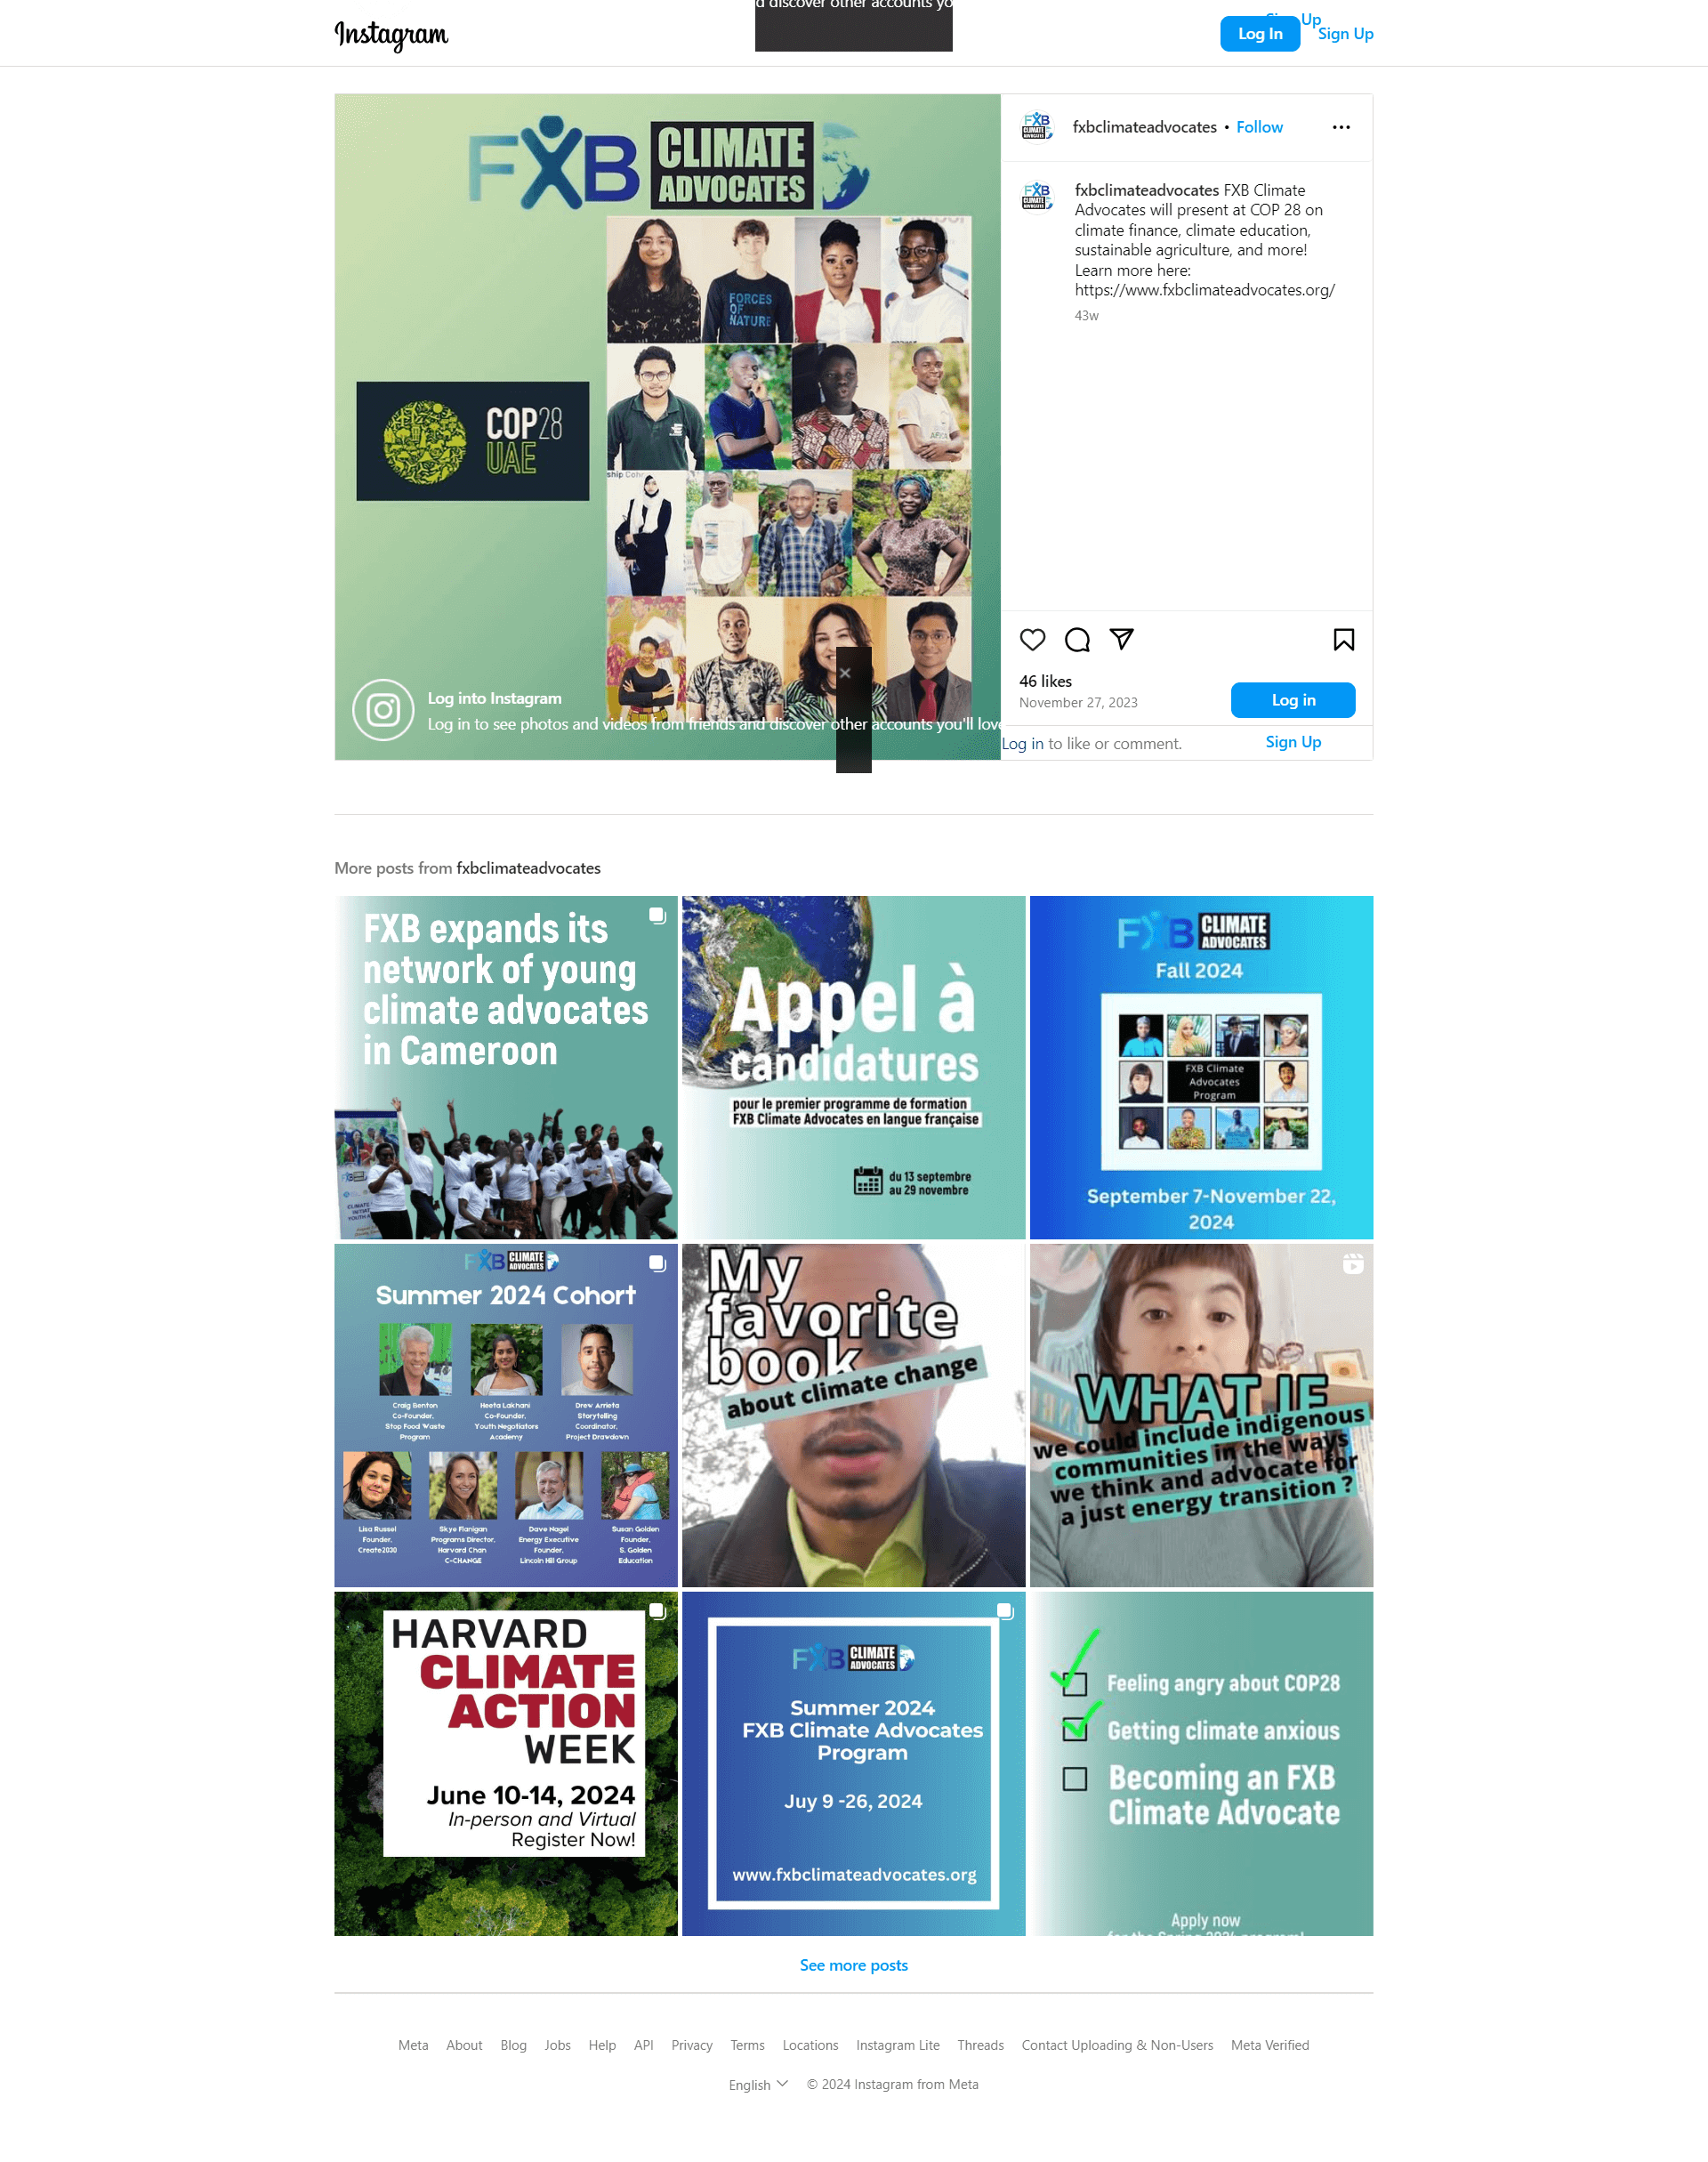 Instagram
d discover other accounts yo
Sign Up
Log In
Sign Up
FXB CLIMATE ADVOCATES
FORCES
OF
NATURE
ship Coh
COP28
UAE
Log into Instagram
Log in to see photos and videos from friends and discover other accounts you'll love
fxbclimateadvocates • Follow
fxbclimateadvocates FXB Climate
Advocates will present at COP 28 on
climate finance, climate education,
sustainable agriculture, and more!
Learn more here:
https://www.fxbclimateadvocates.org/
43w
46 likes
November 27, 2023
Log in
Log in to like or comment.
Sign Up
More posts from fxbclimateadvocates
FXB expands its
network of young
climate advocates
in Cameroon
Appel à
candidatures
pour le premier programme de formation
FXB Climate Advocates en langue française
du 13 septembre
au 29 novembre
FXB CLIMATE ADVOCATES
Fall 2024
FXB Climate
Advocates
Program
September 7-November 22,
2024
FXB CLIMATE ADVOCATES
Summer 2024 Cohort
Craig Benton
Co-Founder,
Stop Food Waste
Program
Heeta Lakhani
Co-Founder,
Youth Negotiators
Academy
Drew Arrieta
Storytelling
Coordinator,
Project Drawdown
Lisa Russel
Founder,
Create2030
Skye Flanigan
Programs Director,
Harvard Chan
C-CHANGE
Dave Nagel
Energy Executive
Founder,
Lincoln Hill Group
Susan Golden
Founder,
S. Golden
Education
My
favorite
book
about climate change
WHAT IF
we could include indigenous
communities in the ways
we think and advocate for
a just energy transition ?
HARVARD
CLIMATE
ACTION
WEEK
June 10-14, 2024
In-person and Virtual
Register Now!
FXB CLIMATE ADVOCATES
Summer 2024
FXB Climate Advocates
Program
Juy 9 -26, 2024
www.fxbclimateadvocates.org
Feeling angry about COP28
Getting climate anxious
Becoming an FXB
Climate Advocate
Apply now
for the Spring 2024 program!
See more posts
Meta About Blog Jobs Help API Privacy Terms Locations Instagram Lite Threads Contact Uploading & Non-Users Meta Verified
English © 2024 Instagram from Meta